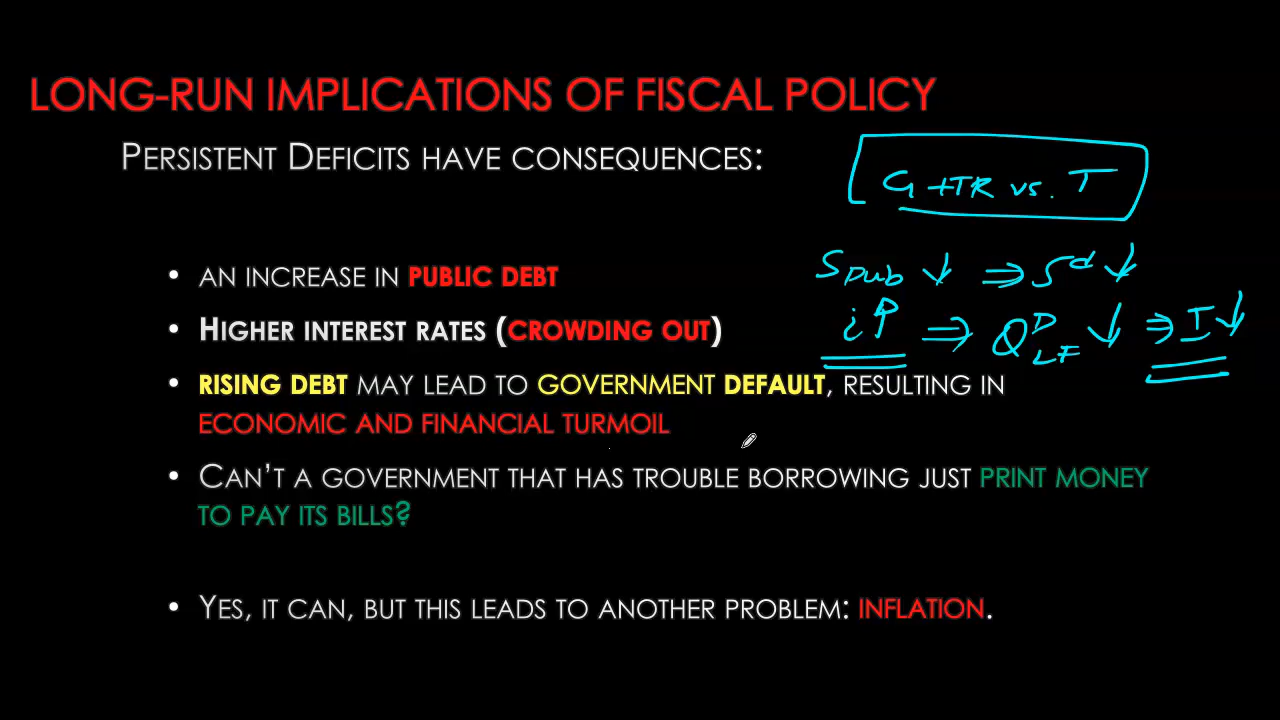 LONG-RUN IMPLICATIONS OF FISCAL POLICY
PERSISTENT DEFICITS HAVE CONSEQUENCES:
G+TR vs. T
• AN INCREASE IN PUBLIC DEBT
Spub ↓ ⇒ Sd ↓
• HIGHER INTEREST RATES (CROWDING OUT)
i↑ ⇒ QDLF ↓ ⇒ I↓
• RISING DEBT MAY LEAD TO GOVERNMENT DEFAULT, RESULTING IN
ECONOMIC AND FINANCIAL TURMOIL
• CAN'T A GOVERNMENT THAT HAS TROUBLE BORROWING JUST PRINT MONEY
TO PAY ITS BILLS?
• YES, IT CAN, BUT THIS LEADS TO ANOTHER PROBLEM: INFLATION.